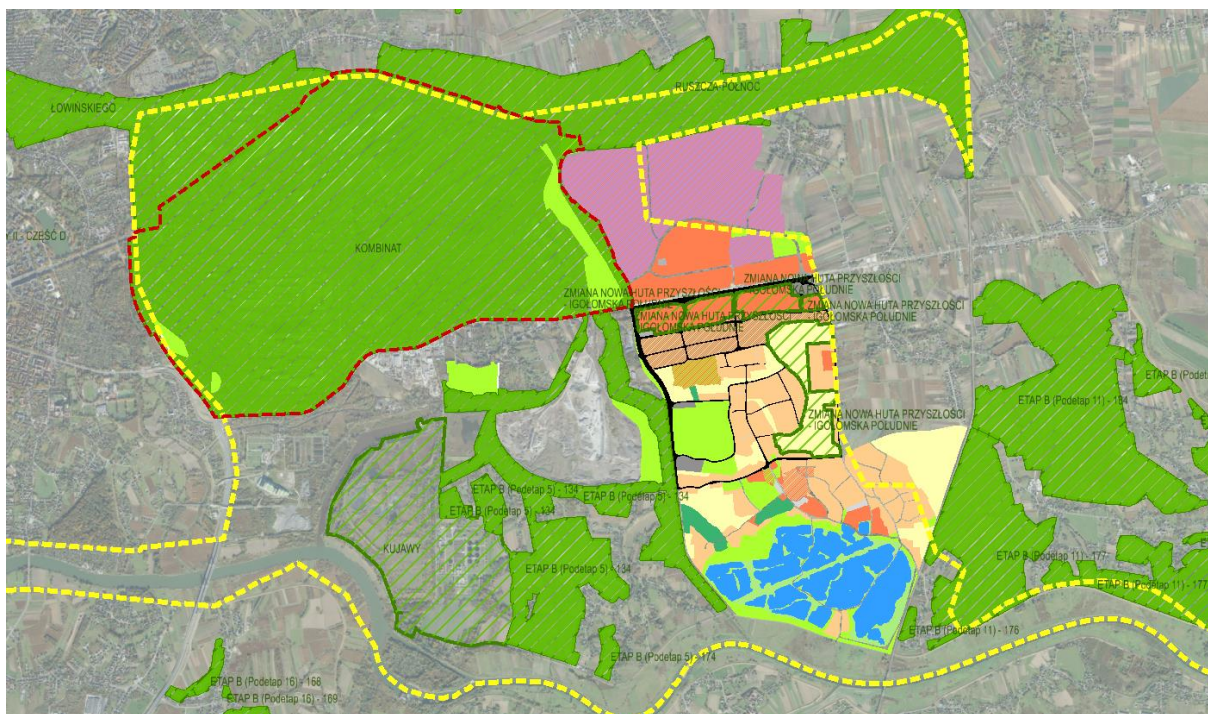 RUSZCZA-PÓŁNOC
ŁOWIŃSKIEGO
II - CZĘŚĆ D
KOMBINAT
ZMIANA NOWA HUTA PRZYSZŁOŚCI
- IGOŁOMSKA POŁUDNIE
ZMIANA NOWA HUTA PRZYSZŁOŚCI
- IGOŁOMSKA
ZMIANA NOWA HUTA PRZYSZŁOŚCI
- IGOŁOMSKA POŁUDNIE
ZMIANA NOWA HUTA PRZYSZŁOŚCI
IGOŁOMSKA POŁUDNIE
ETAP B (Podet
ETAP B (Podetap 11) - 184
ZMIANA NOWA HUTA PRZYSZŁOŚCI
- IGOŁOMSKA POŁUDNIE
ETAP B (Podetap 5) - 134
ETAP B (Podetap 5) - 134
ETAP B (Podetap 5) - 134
KUJAWY
ETAP B (Podetap 5) - 134
ETAP B (Podetap 11) - 177
ETAP B (Podetap 11) - 177
ETAP B (Podetap 11) - 176
ETAP B (Podetap 5) - 174
ETAP B (Podetap 16) - 168
ETAP B (Podetap 16) - 169